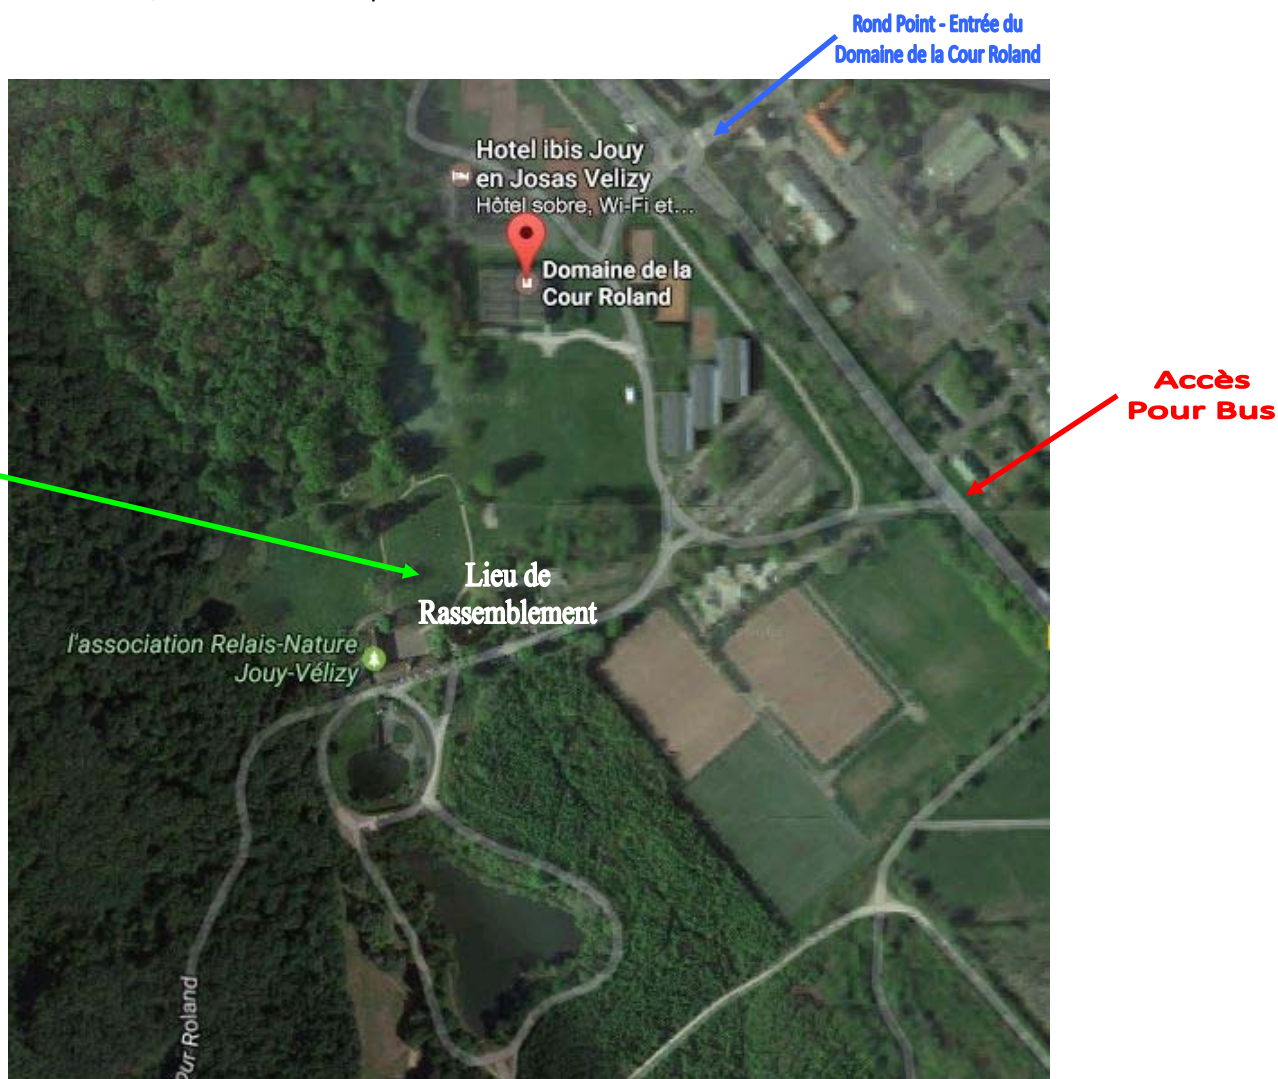 Rond Point - Entrée du
Domaine de la Cour Roland
Hotel ibis Jouy
en Josas Velizy
Hôtel sobre, Wi-Fi et...
Domaine de la
Cour Roland
Accès
Pour Bus
Lieu de
Rassemblement
l'association Relais-Nature
Jouy-Vélizy
Roland